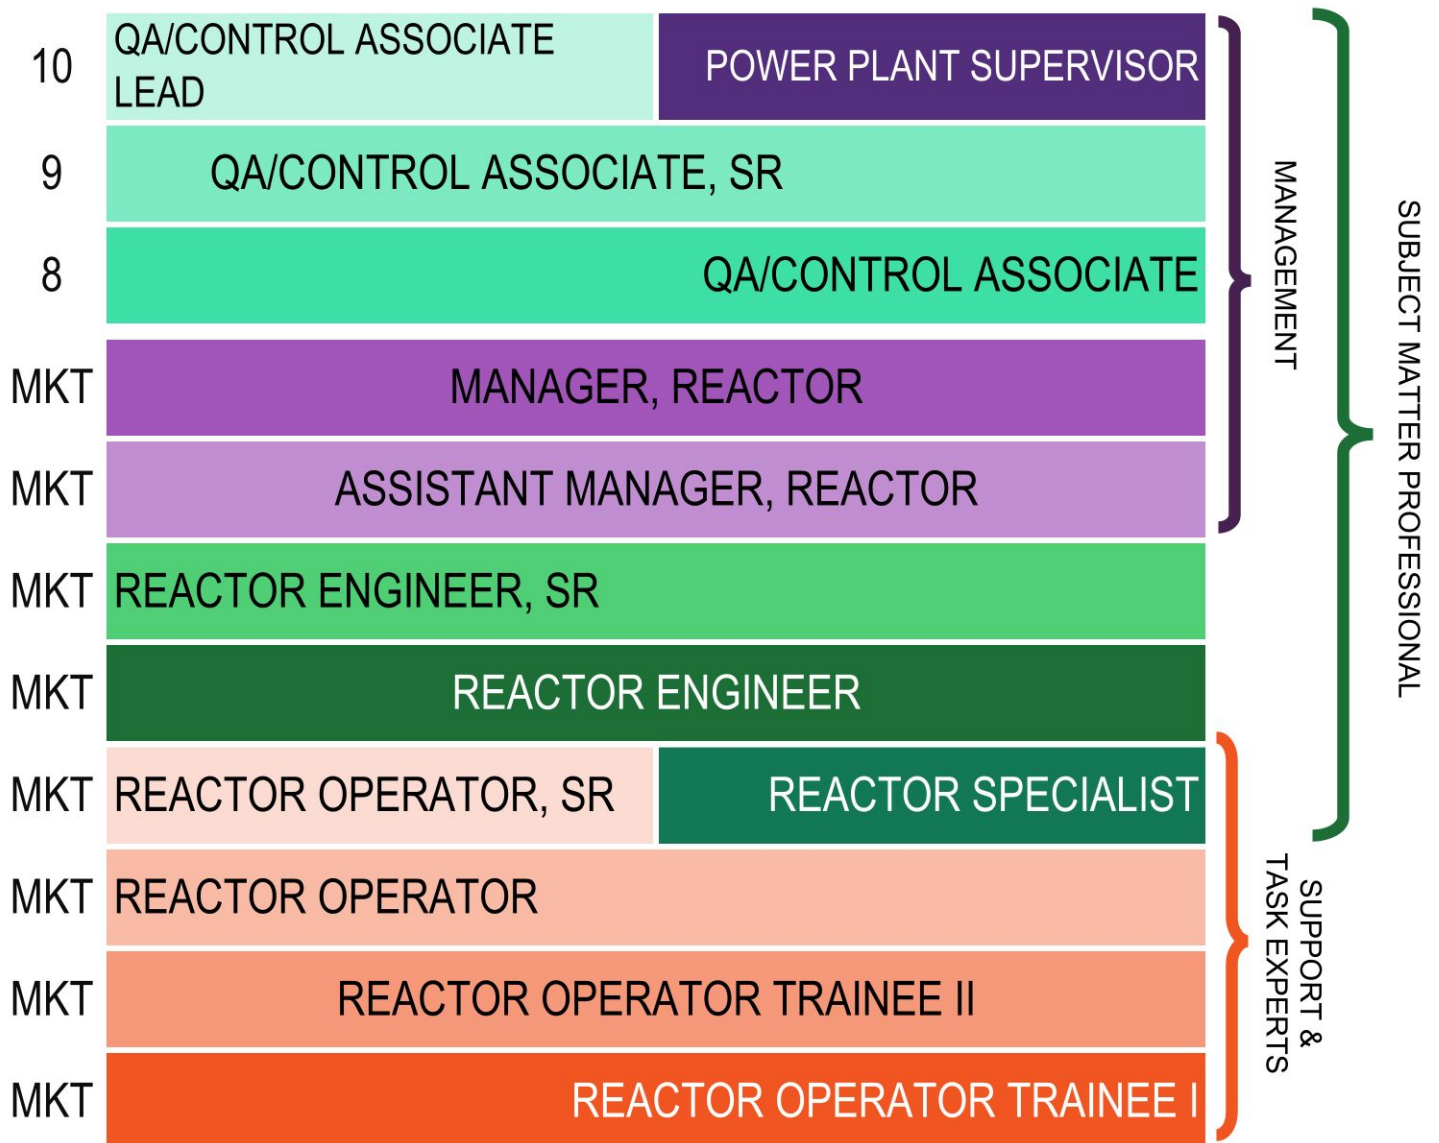 10
QA/CONTROL ASSOCIATE
LEAD
POWER PLANT SUPERVISOR
9
QA/CONTROL ASSOCIATE, SR
8
QA/CONTROL ASSOCIATE
MKT
MANAGER, REACTOR
MKT
ASSISTANT MANAGER, REACTOR
MKT
REACTOR ENGINEER, SR
MKT
REACTOR ENGINEER
MKT
REACTOR OPERATOR, SR
REACTOR SPECIALIST
MKT
REACTOR OPERATOR
MKT
REACTOR OPERATOR TRAINEE II
MKT
REACTOR OPERATOR TRAINEE I
MANAGEMENT
SUBJECT MATTER PROFESSIONAL
SUPPORT &
TASK EXPERTS